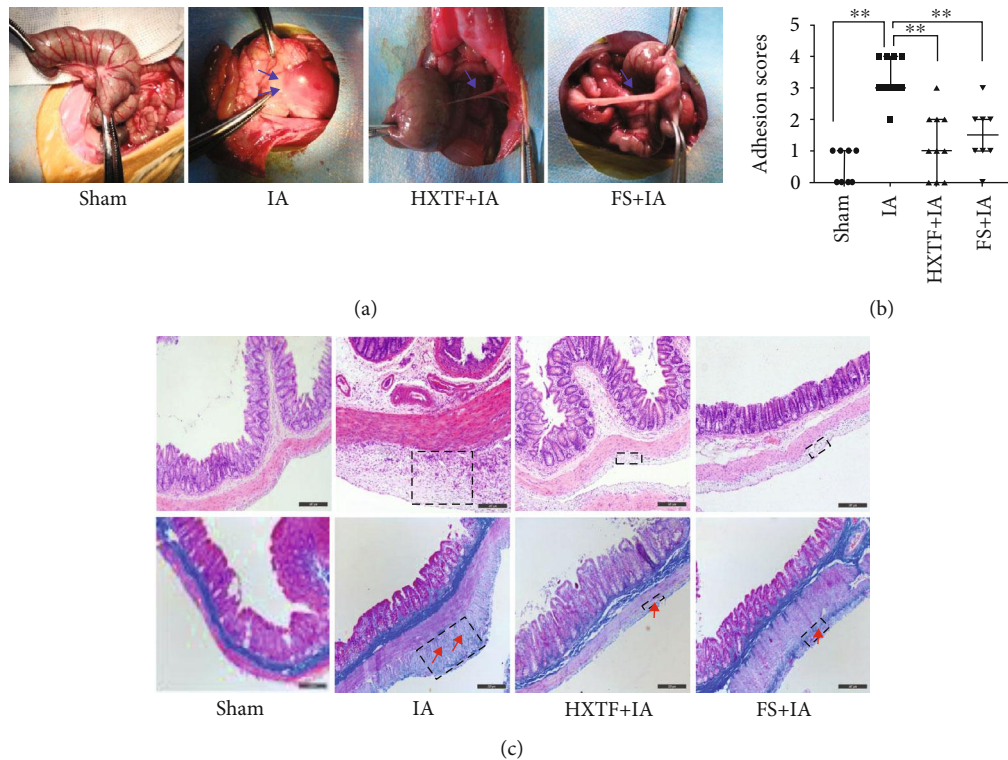 Sham
IA
HXTF+IA
FS+IA
(a)
Adhesion scores
5
4
3
2
1
0
**
**
**
Sham
IA
HXTF+IA
FS+IA
(b)
Sham
IA
HXTF+IA
FS+IA
(c)